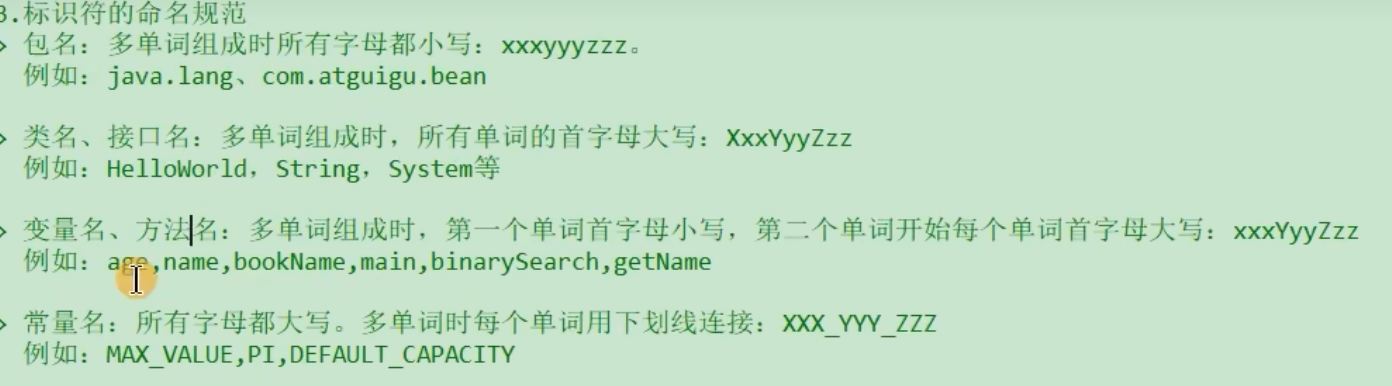 3.标识符的命名规范
> 包名：多单词组成时所有字母都小写：xxxyyyzzz。
例如：java.lang、com.atguigu.bean
> 类名、接口名：多单词组成时，所有单词的首字母大写：XxxYyyZzz
例如：HelloWorld，String，System等
> 变量名、方法名：多单词组成时，第一个单词首字母小写，第二个单词开始每个单词首字母大写：xxxYyyZzz
例如：age,name,bookName,main,binarySearch,getName
> 常量名：所有字母都大写。多单词时每个单词用下划线连接：XXX_YYY_ZZZ
例如：MAX_VALUE,PI,DEFAULT_CAPACITY